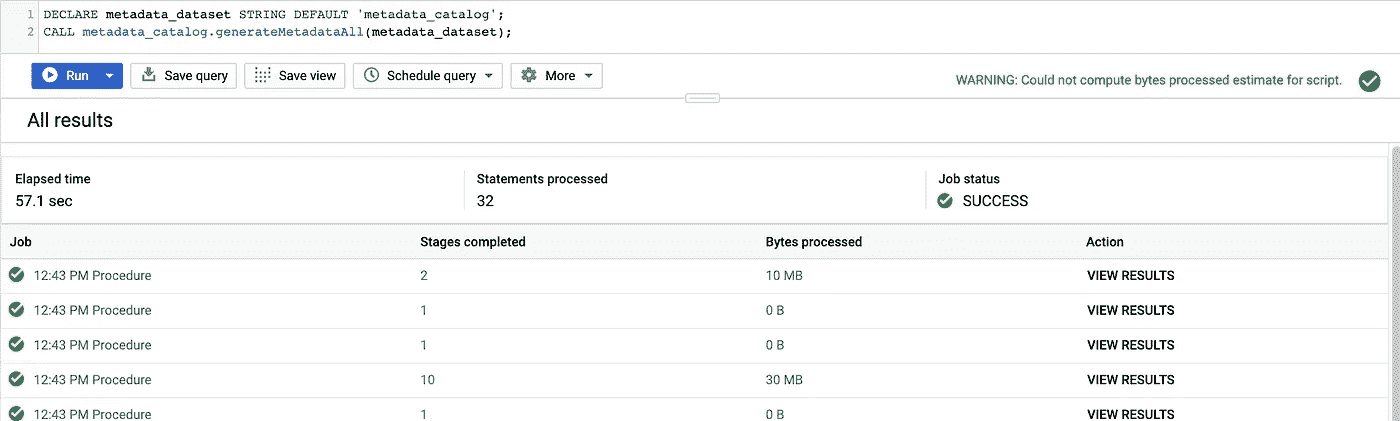 1 DECLARE metadata_dataset STRING DEFAULT 'metadata_catalog';
2 CALL metadata_catalog.generateMetadataAll(metadata_dataset);
Run Save query Save view Schedule query More WARNING: Could not compute bytes processed estimate for script.
All results
Elapsed time Statements processed Job status
57.1 sec 32 SUCCESS
Job Stages completed Bytes processed Action
12:43 PM Procedure 2 10 MB VIEW RESULTS
12:43 PM Procedure 1 0 B VIEW RESULTS
12:43 PM Procedure 1 0 B VIEW RESULTS
12:43 PM Procedure 10 30 MB VIEW RESULTS
12:43 PM Procedure 1 0 B VIEW RESULTS